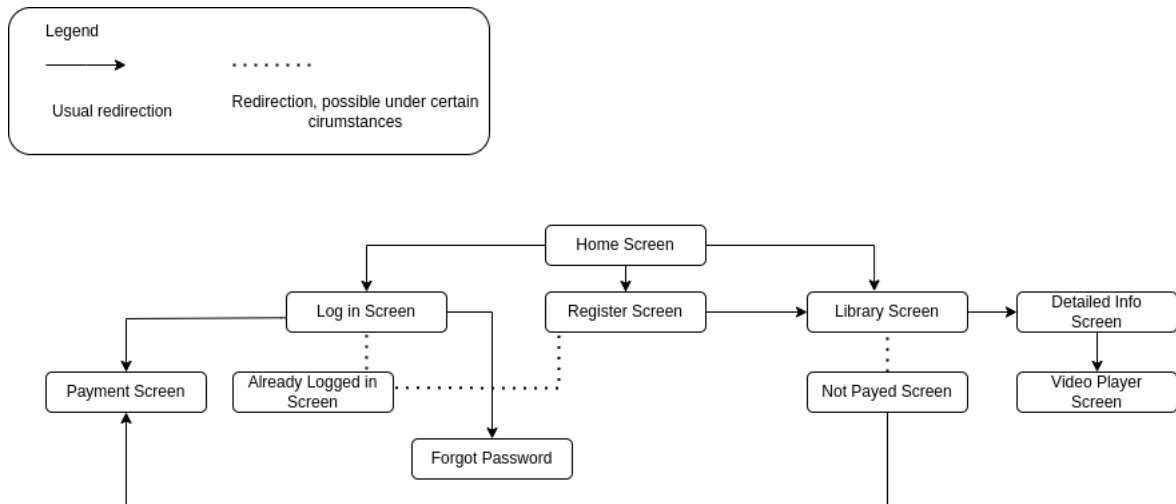 Legend
Usual redirection
Redirection, possible under certain
cirumstances
Home Screen
Log in Screen
Register Screen
Library Screen
Detailed Info
Screen
Payment Screen
Already Logged in
Screen
Not Payed Screen
Video Player
Screen
Forgot Password